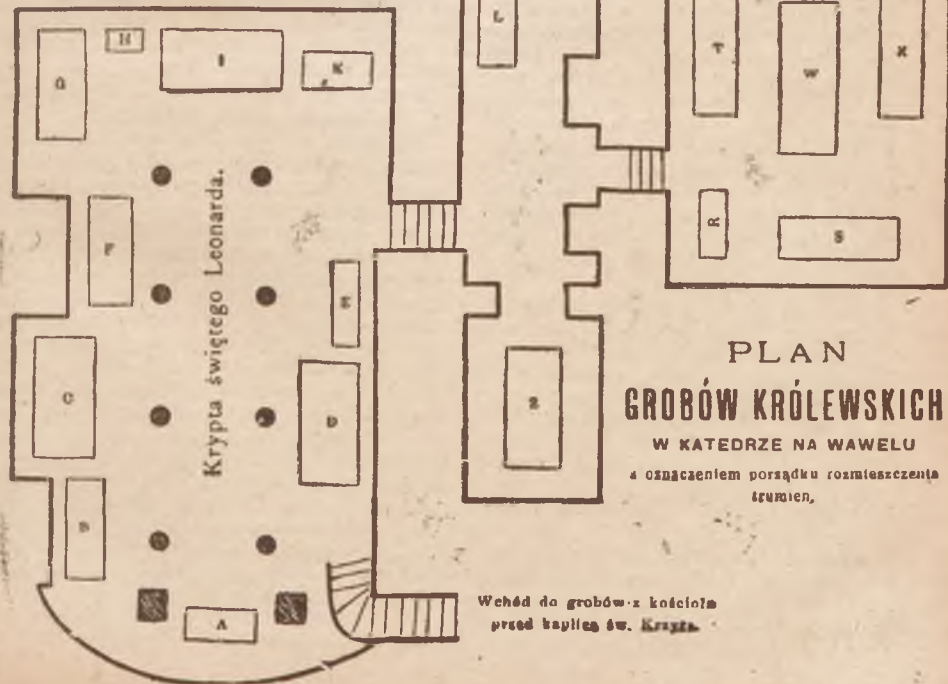 L
H
I
K
G
T
W
X
Krypta świętego Leonarda.
F
R
S
E
C
D
2
B
A
PLAN
GROBÓW KRÓLEWSKICH
W KATEDRZE NA WAWELU
z oznaczeniem porządku rozmieszczenia
trumien,
Wchód do grobów z kościoła
przed kaplicą św. Krzyża.